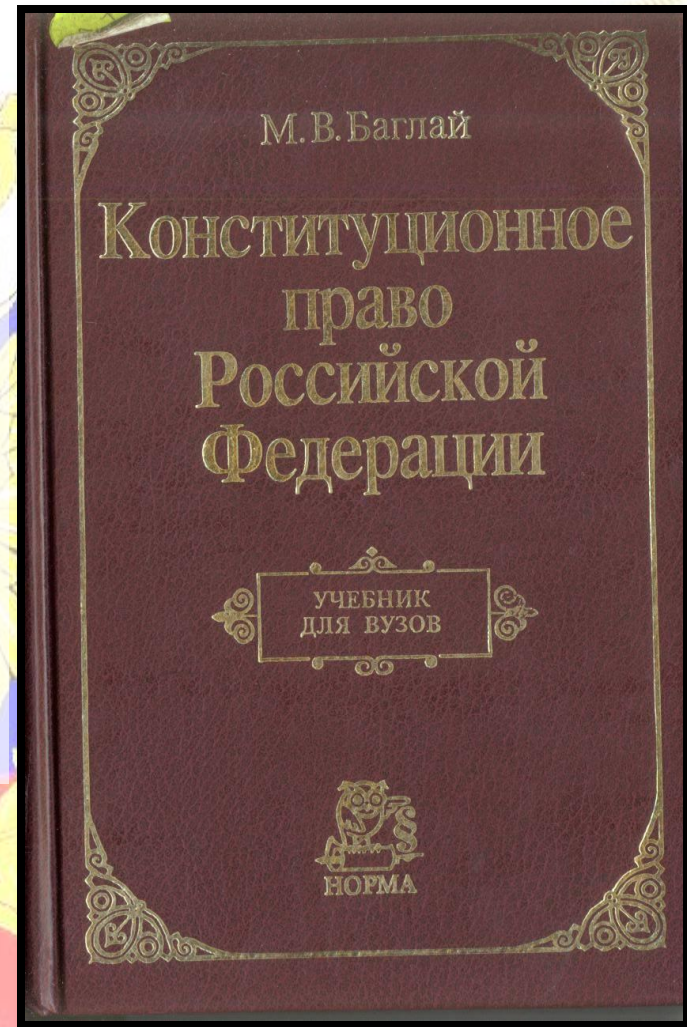 М. В. Баглай
Конституционное
право
Российской
Федерации
УЧЕБНИК
ДЛЯ ВУЗОВ
§
НОРМА